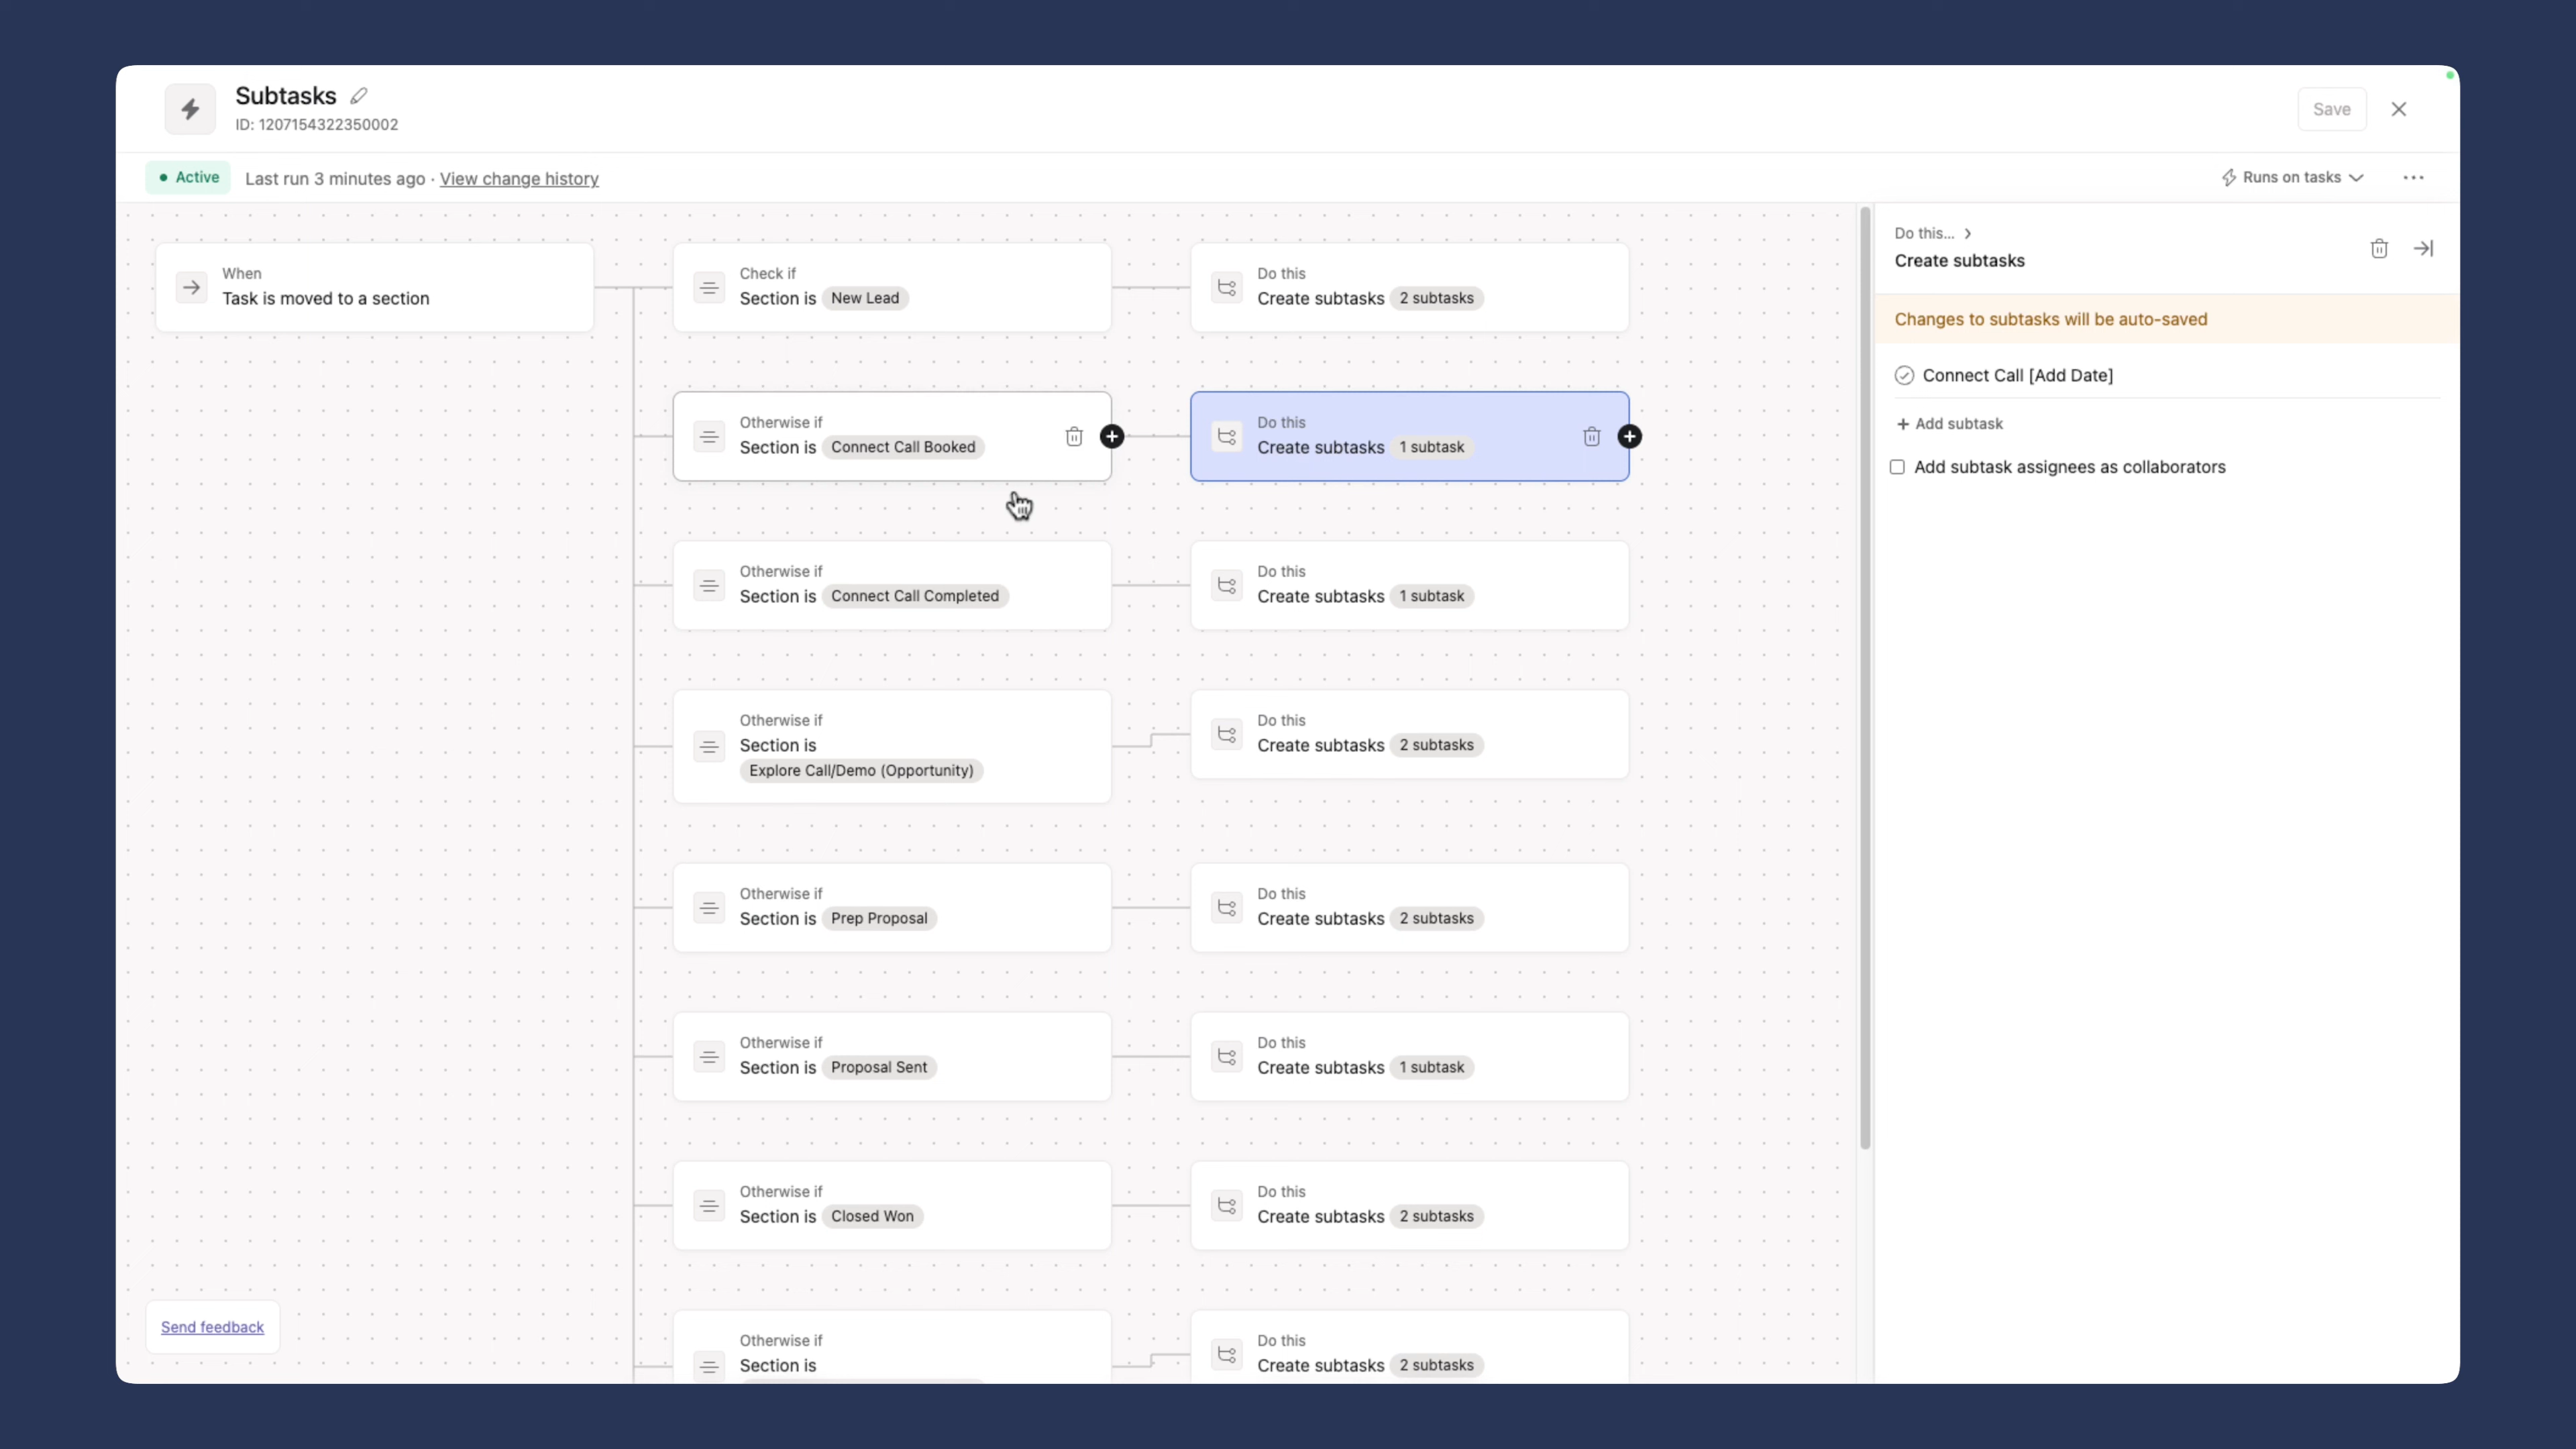 Subtasks
ID: 1207154322350002
Save
Active
Last run 3 minutes ago · View change history
Runs on tasks
When
Task is moved to a section
Check if
Section is New Lead
Do this
Create subtasks 2 subtasks
Otherwise if
Section is Connect Call Booked
Do this
Create subtasks 1 subtask
Otherwise if
Section is Connect Call Completed
Do this
Create subtasks 1 subtask
Otherwise if
Section is
Explore Call/Demo (Opportunity)
Do this
Create subtasks 2 subtasks
Otherwise if
Section is Prep Proposal
Do this
Create subtasks 2 subtasks
Otherwise if
Section is Proposal Sent
Do this
Create subtasks 1 subtask
Otherwise if
Section is Closed Won
Do this
Create subtasks 2 subtasks
Otherwise if
Section is
Do this
Create subtasks 2 subtasks
Send feedback
Do this... >
Create subtasks
Changes to subtasks will be auto-saved
Connect Call [Add Date]
+ Add subtask
Add subtask assignees as collaborators